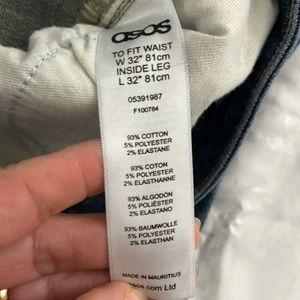 asos
TO FIT WAIST
W 32" 81cm
INSIDE LEG
L 32" 81cm
05391987
F100784
93% COTTON
5% POLYESTER
2% ELASTANE
93% COTON
5% POLYESTER
2% ELASTHANNE
93% ALGODÓN
5% POLIÉSTER
2% ELASTANO
93% BAUMWOLLE
5% POLYESTER
2% ELASTHAN
MADE IN MAURITIUS
asos.com Ltd